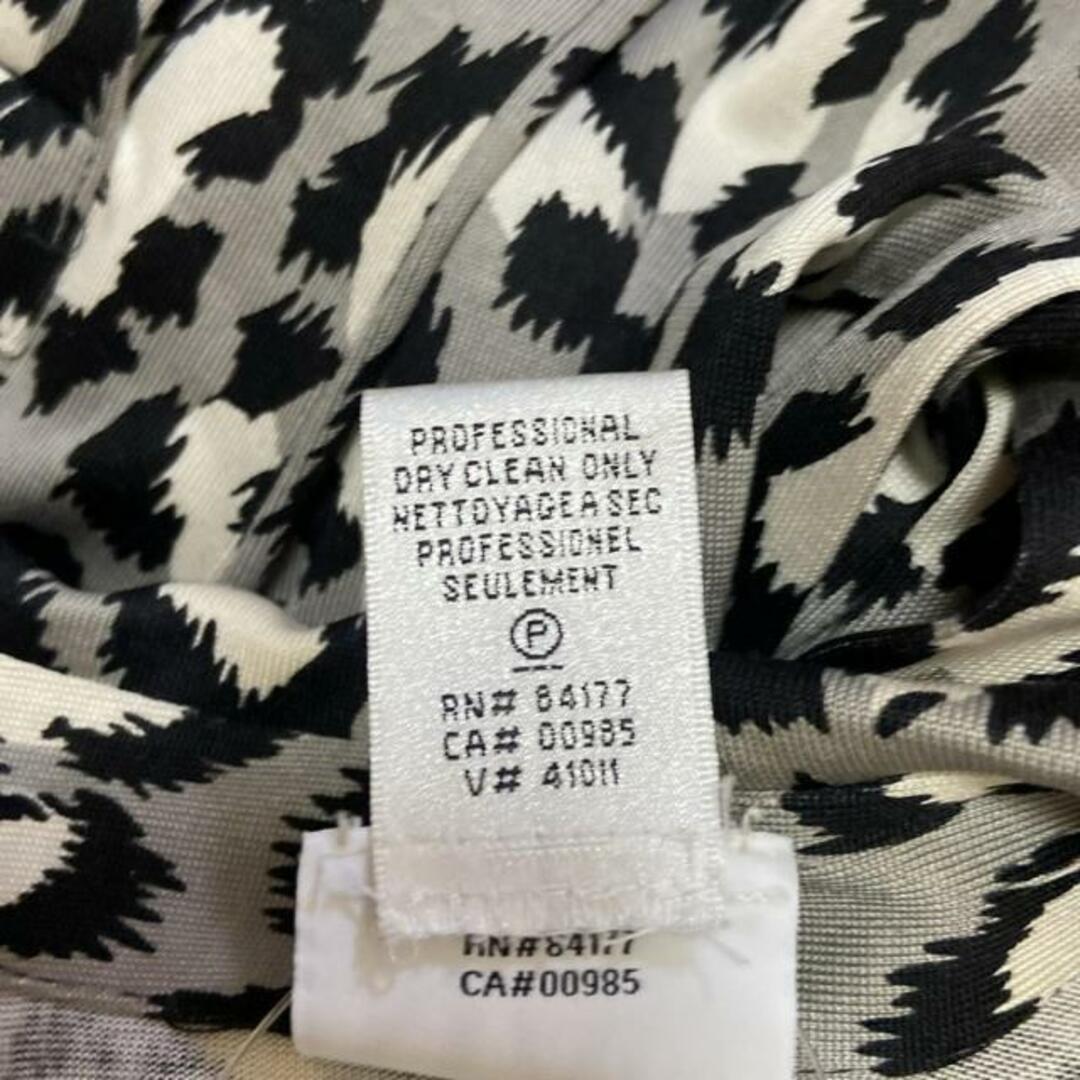 PROFESSIONAL
DRY CLEAN ONLY
NETTOYAGE A SEC
PROFESSIONEL
SEULEMENT
P
RN# 84177
CA# 00985
V# 41011
RN#84177
CA#00985